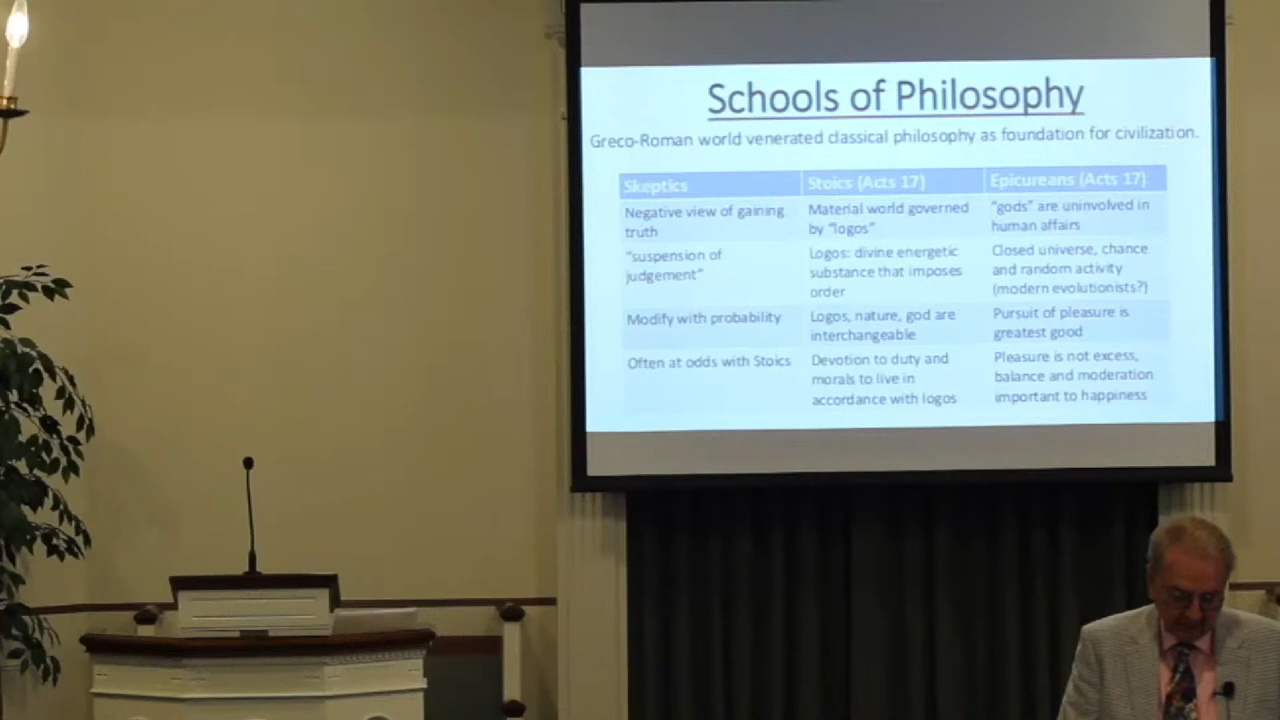 Schools of Philosophy
Greco-Roman world venerated classical philosophy as foundation for civilization.
Skeptics
Stoics (Acts 17)
Epicureans (Acts 17)
Negative view of gaining
truth
Material world governed
by "logos"
"gods" are uninvolved in
human affairs
"suspension of
judgement"
Logos: divine energetic
substance that imposes
order
Closed universe, chance
and random activity
(modern evolutionists?)
Modify with probability
Logos, nature, god are
interchangeable
Pursuit of pleasure is
greatest good
Often at odds with Stoics
Devotion to duty and
morals to live in
accordance with logos
Pleasure is not excess,
balance and moderation
important to happiness